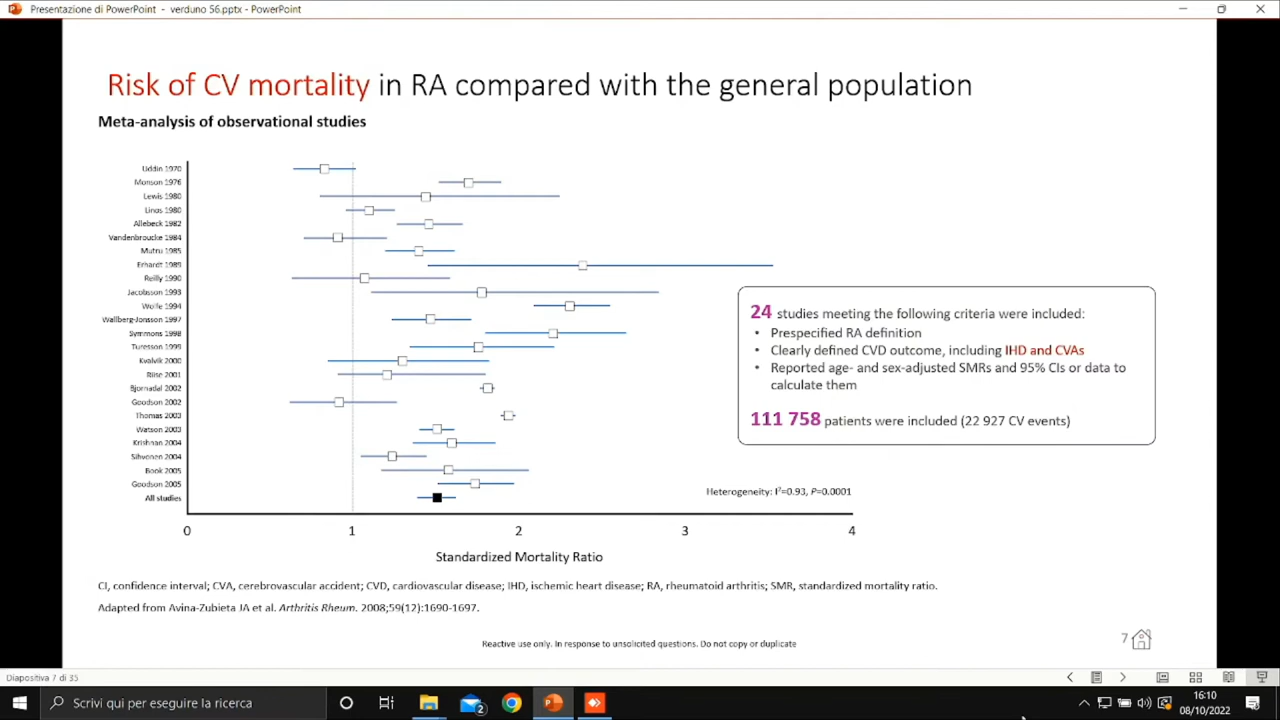 Presentazione di PowerPoint - verduno 56.pptx - PowerPoint
Risk of CV mortality in RA compared with the general population
Meta-analysis of observational studies
Uddin 1970
Monson 1976
Lewis 1980
Linos 1980
Allebeck 1982
Vandenbroucke 1984
Mutru 1985
Erhardt 1989
Reilly 1990
Jacobsson 1993
Wolfe 1994
Wallberg-Jonsson 1997
Symmons 1998
Turesson 1999
Kvalvik 2000
Riise 2001
Bjornadal 2002
Goodson 2002
Thomas 2003
Watson 2003
Krishnan 2004
Sihvonen 2004
Book 2005
Goodson 2005
All studies
24 studies meeting the following criteria were included:
• Prespecified RA definition
• Clearly defined CVD outcome, including IHD and CVAs
• Reported age- and sex-adjusted SMRs and 95% CIs or data to
calculate them
111 758 patients were included (22 927 CV events)
Heterogeneity: I²=0.93, P=0.0001
0 1 2 3 4
Standardized Mortality Ratio
CI, confidence interval; CVA, cerebrovascular accident; CVD, cardiovascular disease; IHD, ischemic heart disease; RA, rheumatoid arthritis; SMR, standardized mortality ratio.
Adapted from Avina-Zubieta JA et al. Arthritis Rheum. 2008;59(12):1690-1697.
Reactive use only. In response to unsolicited questions. Do not copy or duplicate
7
Diapositiva 7 di 35
Scrivi qui per eseguire la ricerca
2
16:10
08/10/2022